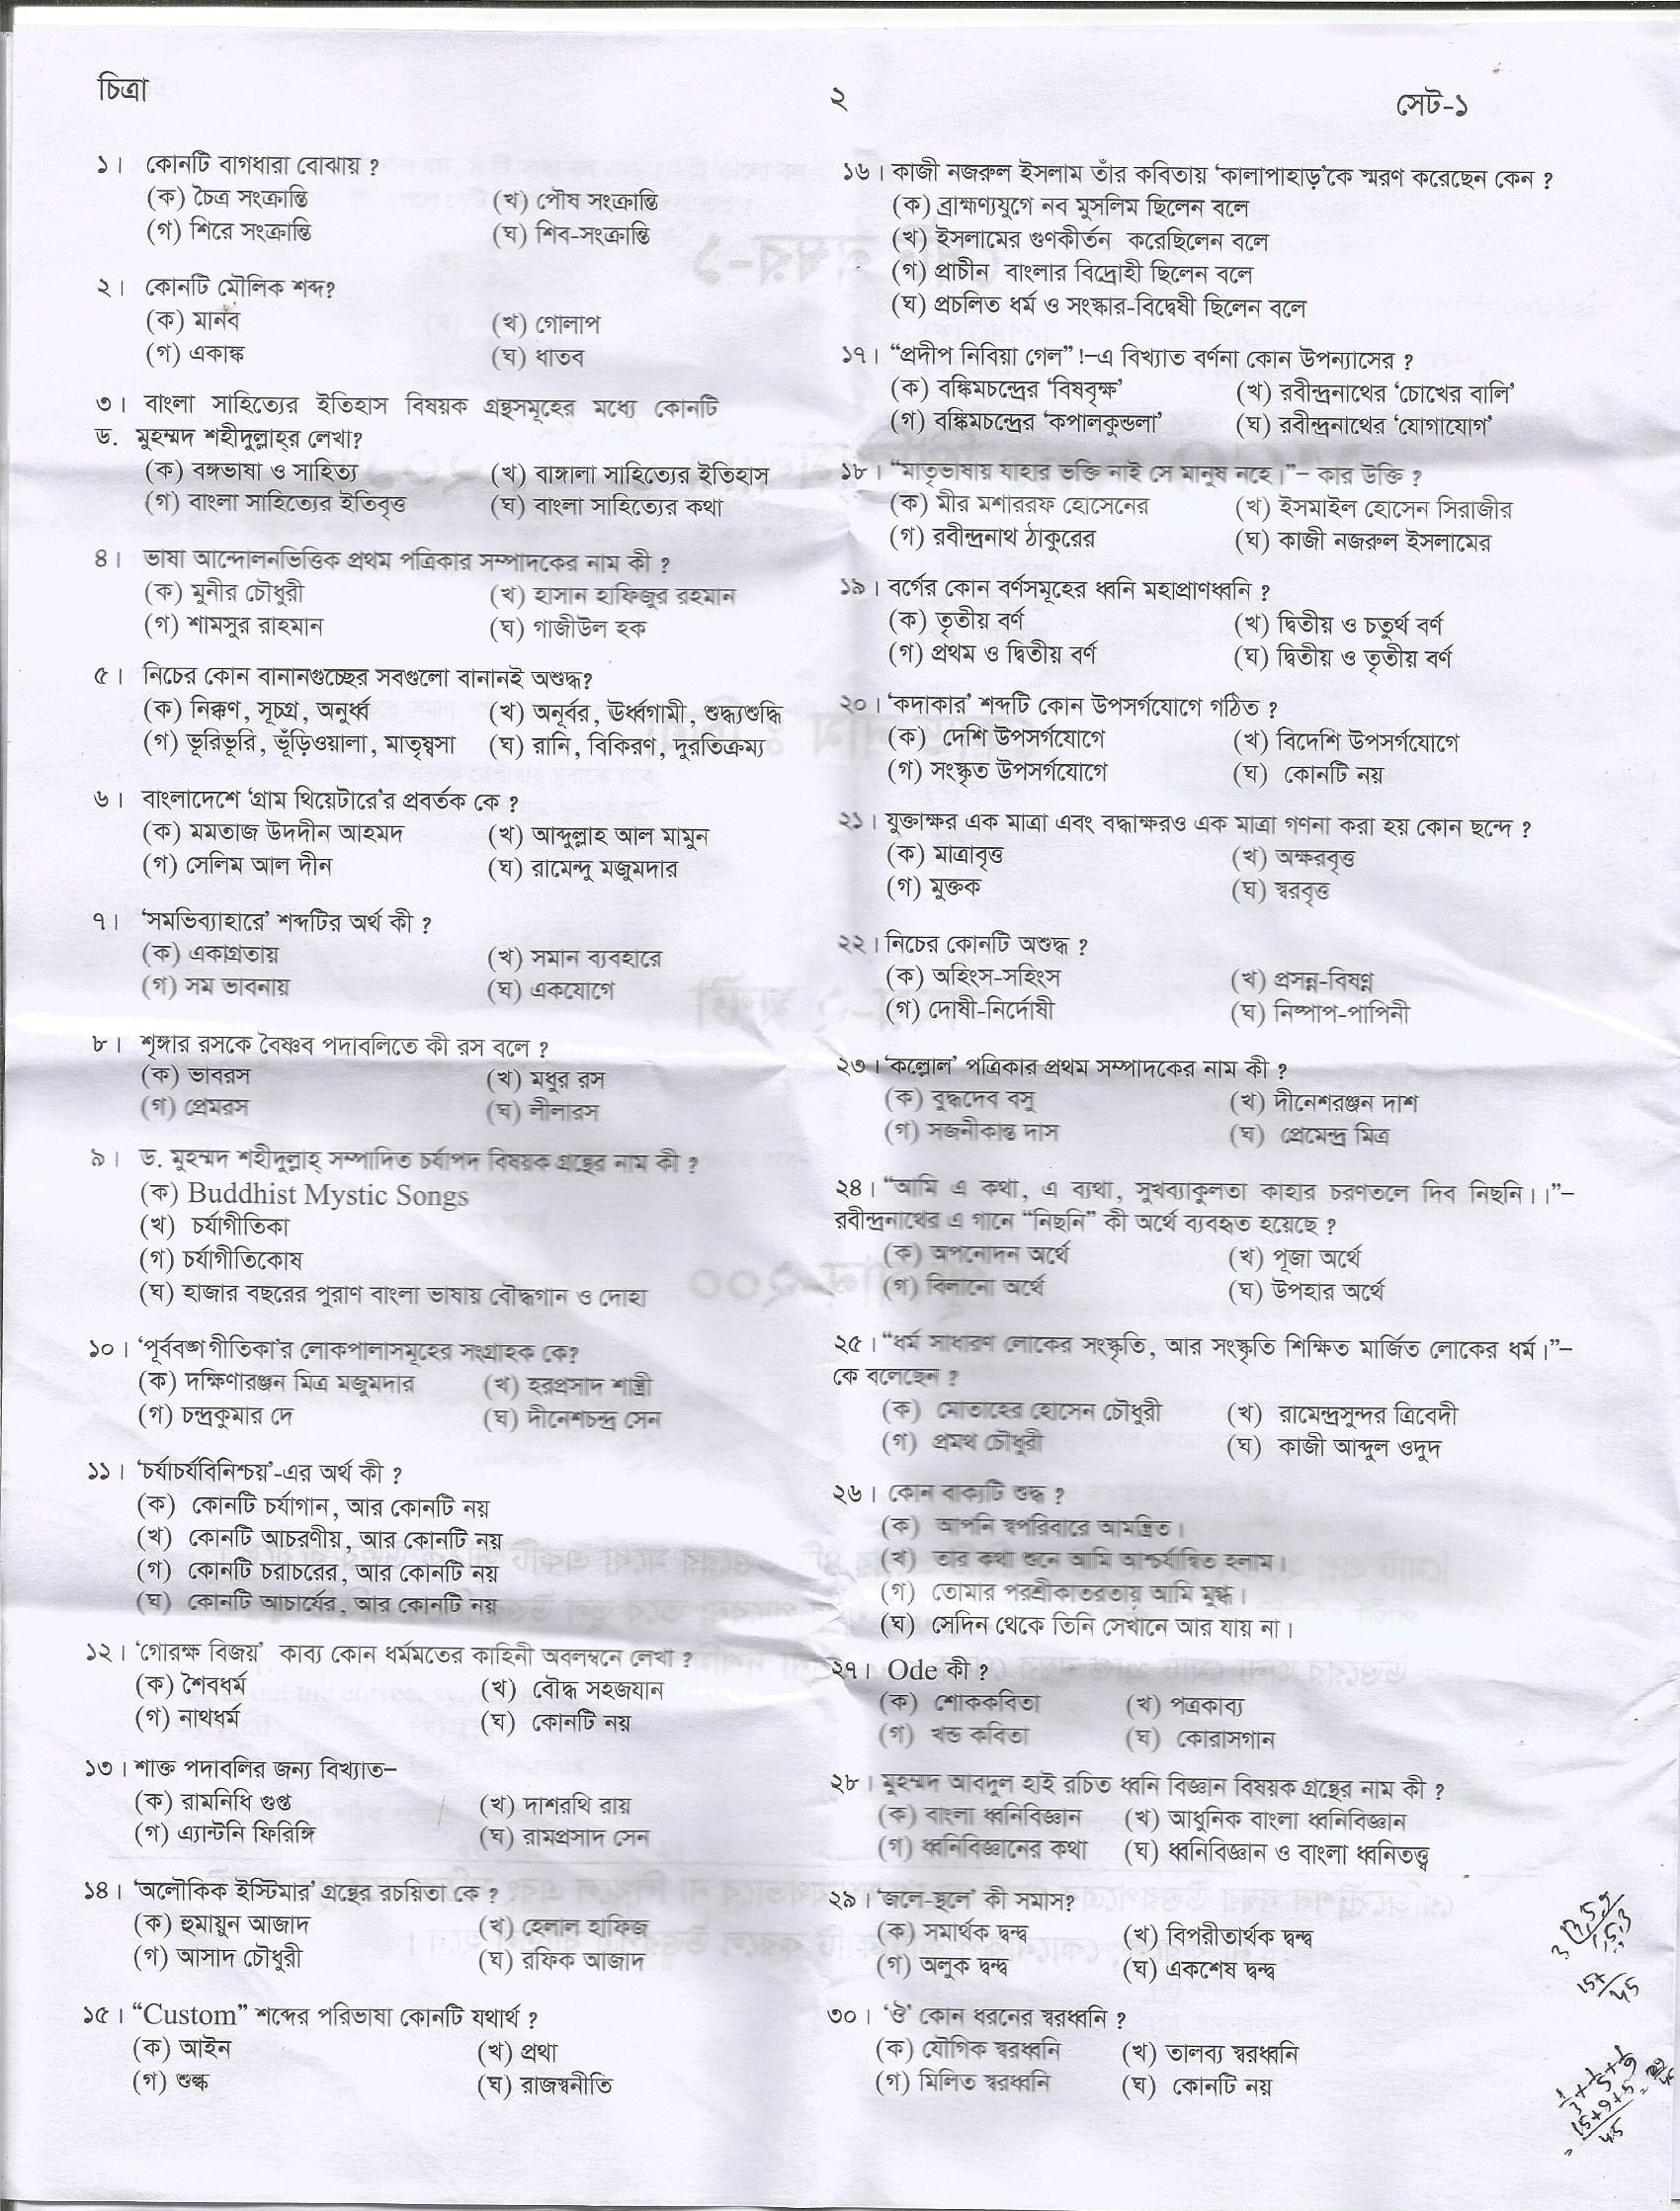 চিত্রা
২
সেট-১
১। কোনটি বাগধারা বোঝায় ?
(ক) চৈত্র সংক্রান্তি (খ) পৌষ সংক্রান্তি
(গ) শিরে সংক্রান্তি (ঘ) শিব-সংক্রান্তি
২। কোনটি মৌলিক শব্দ?
(ক) মানব (খ) গোলাপ
(গ) একাঙ্ক (ঘ) ধাতব
৩। বাংলা সাহিত্যের ইতিহাস বিষয়ক গ্রন্থসমূহের মধ্যে কোনটি
ড. মুহম্মদ শহীদুল্লাহ্‌র লেখা?
(ক) বঙ্গভাষা ও সাহিত্য (খ) বাঙ্গালা সাহিত্যের ইতিহাস
(গ) বাংলা সাহিত্যের ইতিবৃত্ত (ঘ) বাংলা সাহিত্যের কথা
৪। ভাষা আন্দোলনভিত্তিক প্রথম পত্রিকার সম্পাদকের নাম কী ?
(ক) মুনীর চৌধুরী (খ) হাসান হাফিজুর রহমান
(গ) শামসুর রাহমান (ঘ) গাজীউল হক
৫। নিচের কোন বানানগুচ্ছের সবগুলো বানানই অশুদ্ধ?
(ক) নিক্কণ, সূচগ্র, অনুর্ধ্ব (খ) অনূর্বর, ঊর্ধ্বগামী, শুদ্ধ্যশুদ্ধি
(গ) ভূরিভূরি, ভূঁড়িওয়ালা, মাতৃষ্বসা (ঘ) রানি, বিকিরণ, দুরতিক্রম্য
৬। বাংলাদেশে ‘গ্রাম থিয়েটারে’র প্রবর্তক কে ?
(ক) মমতাজ উদদীন আহমদ (খ) আব্দুল্লাহ আল মামুন
(গ) সেলিম আল দীন (ঘ) রামেন্দু মজুমদার
৭। ‘সমভিব্যাহারে’ শব্দটির অর্থ কী ?
(ক) একাগ্রতায় (খ) সমান ব্যবহারে
(গ) সম ভাবনায় (ঘ) একযোগে
৮। শৃঙ্গার রসকে বৈষ্ণব পদাবলিতে কী রস বলে ?
(ক) ভাবরস (খ) মধুর রস
(গ) প্রেমরস (ঘ) লীলারস
৯। ড. মুহম্মদ শহীদুল্লাহ্ সম্পাদিত চর্যাপদ বিষয়ক গ্রন্থের নাম কী ?
(ক) Buddhist Mystic Songs
(খ) চর্যাগীতিকা
(গ) চর্যাগীতিকোষ
(ঘ) হাজার বছরের পুরাণ বাংলা ভাষায় বৌদ্ধগান ও দোহা
১০। ‘পূর্ববঙ্গ গীতিকা’র লোকপালাসমূহের সংগ্রাহক কে?
(ক) দক্ষিণারঞ্জন মিত্র মজুমদার (খ) হরপ্রসাদ শাস্ত্রী
(গ) চন্দ্রকুমার দে (ঘ) দীনেশচন্দ্র সেন
১১। ‘চর্যাচর্যবিনিশ্চয়’-এর অর্থ কী ?
(ক) কোনটি চর্যাগান, আর কোনটি নয়
(খ) কোনটি আচরণীয়, আর কোনটি নয়
(গ) কোনটি চরাচরের, আর কোনটি নয়
(ঘ) কোনটি আচার্যের, আর কোনটি নয়
১২। ‘গোরক্ষ বিজয়’ কাব্য কোন ধর্মমতের কাহিনী অবলম্বনে লেখা ?
(ক) শৈবধর্ম (খ) বৌদ্ধ সহজযান
(গ) নাথধর্ম (ঘ) কোনটি নয়
১৩। শাক্ত পদাবলির জন্য বিখ্যাত–
(ক) রামনিধি গুপ্ত (খ) দাশরথি রায়
(গ) এ্যান্টনি ফিরিঙ্গি (ঘ) রামপ্রসাদ সেন
১৪। ‘অলৌকিক ইস্টিমার’ গ্রন্থের রচয়িতা কে ?
(ক) হুমায়ুন আজাদ (খ) হেলাল হাফিজ
(গ) আসাদ চৌধুরী (ঘ) রফিক আজাদ
১৫। “Custom” শব্দের পরিভাষা কোনটি যথার্থ ?
(ক) আইন (খ) প্রথা
(গ) শুল্ক (ঘ) রাজস্বনীতি
১৬। কাজী নজরুল ইসলাম তাঁর কবিতায় ‘কালাপাহাড়’কে স্মরণ করেছেন কেন ?
(ক) ব্রাহ্মণ্যযুগে নব মুসলিম ছিলেন বলে
(খ) ইসলামের গুণকীর্তন করেছিলেন বলে
(গ) প্রাচীন বাংলার বিদ্রোহী ছিলেন বলে
(ঘ) প্রচলিত ধর্ম ও সংস্কার-বিদ্বেষী ছিলেন বলে
১৭। “প্রদীপ নিবিয়া গেল”!–এ বিখ্যাত বর্ণনা কোন উপন্যাসের ?
(ক) বঙ্কিমচন্দ্রের ‘বিষবৃক্ষ’ (খ) রবীন্দ্রনাথের ‘চোখের বালি’
(গ) বঙ্কিমচন্দ্রের ‘কপালকুন্ডলা’ (ঘ) রবীন্দ্রনাথের ‘যোগাযোগ’
১৮। “মাতৃভাষায় যাহার ভক্তি নাই সে মানুষ নহে।”– কার উক্তি ?
(ক) মীর মশাররফ হোসেনের (খ) ইসমাইল হোসেন সিরাজীর
(গ) রবীন্দ্রনাথ ঠাকুরের (ঘ) কাজী নজরুল ইসলামের
১৯। বর্গের কোন বর্ণসমূহের ধ্বনি মহাপ্রাণধ্বনি ?
(ক) তৃতীয় বর্ণ (খ) দ্বিতীয় ও চতুর্থ বর্ণ
(গ) প্রথম ও দ্বিতীয় বর্ণ (ঘ) দ্বিতীয় ও তৃতীয় বর্ণ
২০। ‘কদাকার’ শব্দটি কোন উপসর্গযোগে গঠিত ?
(ক) দেশি উপসর্গযোগে (খ) বিদেশি উপসর্গযোগে
(গ) সংস্কৃত উপসর্গযোগে (ঘ) কোনটি নয়
২১। যুক্তাক্ষর এক মাত্রা এবং বদ্ধাক্ষরও এক মাত্রা গণনা করা হয় কোন ছন্দে ?
(ক) মাত্রাবৃত্ত (খ) অক্ষরবৃত্ত
(গ) মুক্তক (ঘ) স্বরবৃত্ত
২২। নিচের কোনটি অশুদ্ধ ?
(ক) অহিংস-সহিংস (খ) প্রসন্ন-বিষণ্ণ
(গ) দোষী-নির্দোষী (ঘ) নিষ্পাপ-পাপিনী
২৩। ‘কল্লোল’ পত্রিকার প্রথম সম্পাদকের নাম কী ?
(ক) বুদ্ধদেব বসু (খ) দীনেশরঞ্জন দাশ
(গ) সজনীকান্ত দাস (ঘ) প্রেমেন্দ্র মিত্র
২৪। “আমি এ কথা, এ ব্যথা, সুখব্যাকুলতা কাহার চরণতলে দিব নিছনি।।”–
রবীন্দ্রনাথের এ গানে “নিছনি” কী অর্থে ব্যবহৃত হয়েছে ?
(ক) অপনোদন অর্থে (খ) পূজা অর্থে
(গ) বিলানো অর্থে (ঘ) উপহার অর্থে
২৫। “ধর্ম সাধারণ লোকের সংস্কৃতি, আর সংস্কৃতি শিক্ষিত মার্জিত লোকের ধর্ম।”–
কে বলেছেন ?
(ক) মোতাহের হোসেন চৌধুরী (খ) রামেন্দ্রসুন্দর ত্রিবেদী
(গ) প্রমথ চৌধুরী (ঘ) কাজী আব্দুল ওদুদ
২৬। কোন বাক্যটি শুদ্ধ ?
(ক) আপনি স্বপরিবারে আমন্ত্রিত।
(খ) তার কথা শুনে আমি আশ্চর্যান্বিত হলাম।
(গ) তোমার পরশ্রীকাতরতায় আমি মুগ্ধ।
(ঘ) সেদিন থেকে তিনি সেখানে আর যায় না।
২৭। Ode কী ?
(ক) শোককবিতা (খ) পত্রকাব্য
(গ) খন্ড কবিতা (ঘ) কোরাসগান
২৮। মুহম্মদ আবদুল হাই রচিত ধ্বনি বিজ্ঞান বিষয়ক গ্রন্থের নাম কী ?
(ক) বাংলা ধ্বনিবিজ্ঞান (খ) আধুনিক বাংলা ধ্বনিবিজ্ঞান
(গ) ধ্বনিবিজ্ঞানের কথা (ঘ) ধ্বনিবিজ্ঞান ও বাংলা ধ্বনিতত্ত্ব
২৯। ‘জলে-স্থলে’ কী সমাস?
(ক) সমার্থক দ্বন্দ্ব (খ) বিপরীতার্থক দ্বন্দ্ব
(গ) অলুক দ্বন্দ্ব (ঘ) একশেষ দ্বন্দ্ব
৩০। ‘ঔ’ কোন ধরনের স্বরধ্বনি ?
(ক) যৌগিক স্বরধ্বনি (খ) তালব্য স্বরধ্বনি
(গ) মিলিত স্বরধ্বনি (ঘ) কোনটি নয়